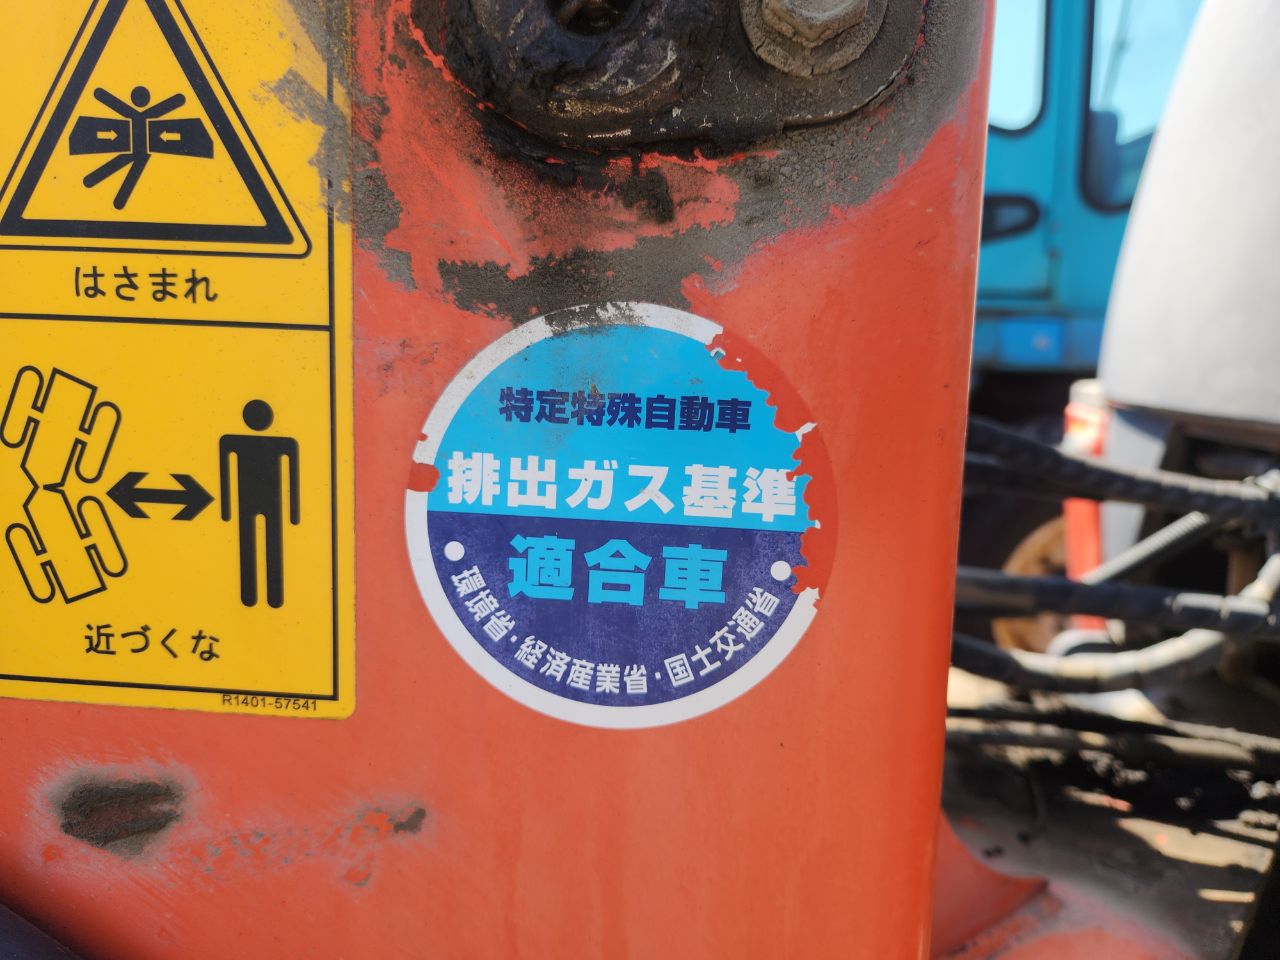 はさまれ
近づくな
R1401-57541
特定特殊自動車
排出ガス基準
適合車
環境省・経済産業省・国土交通省